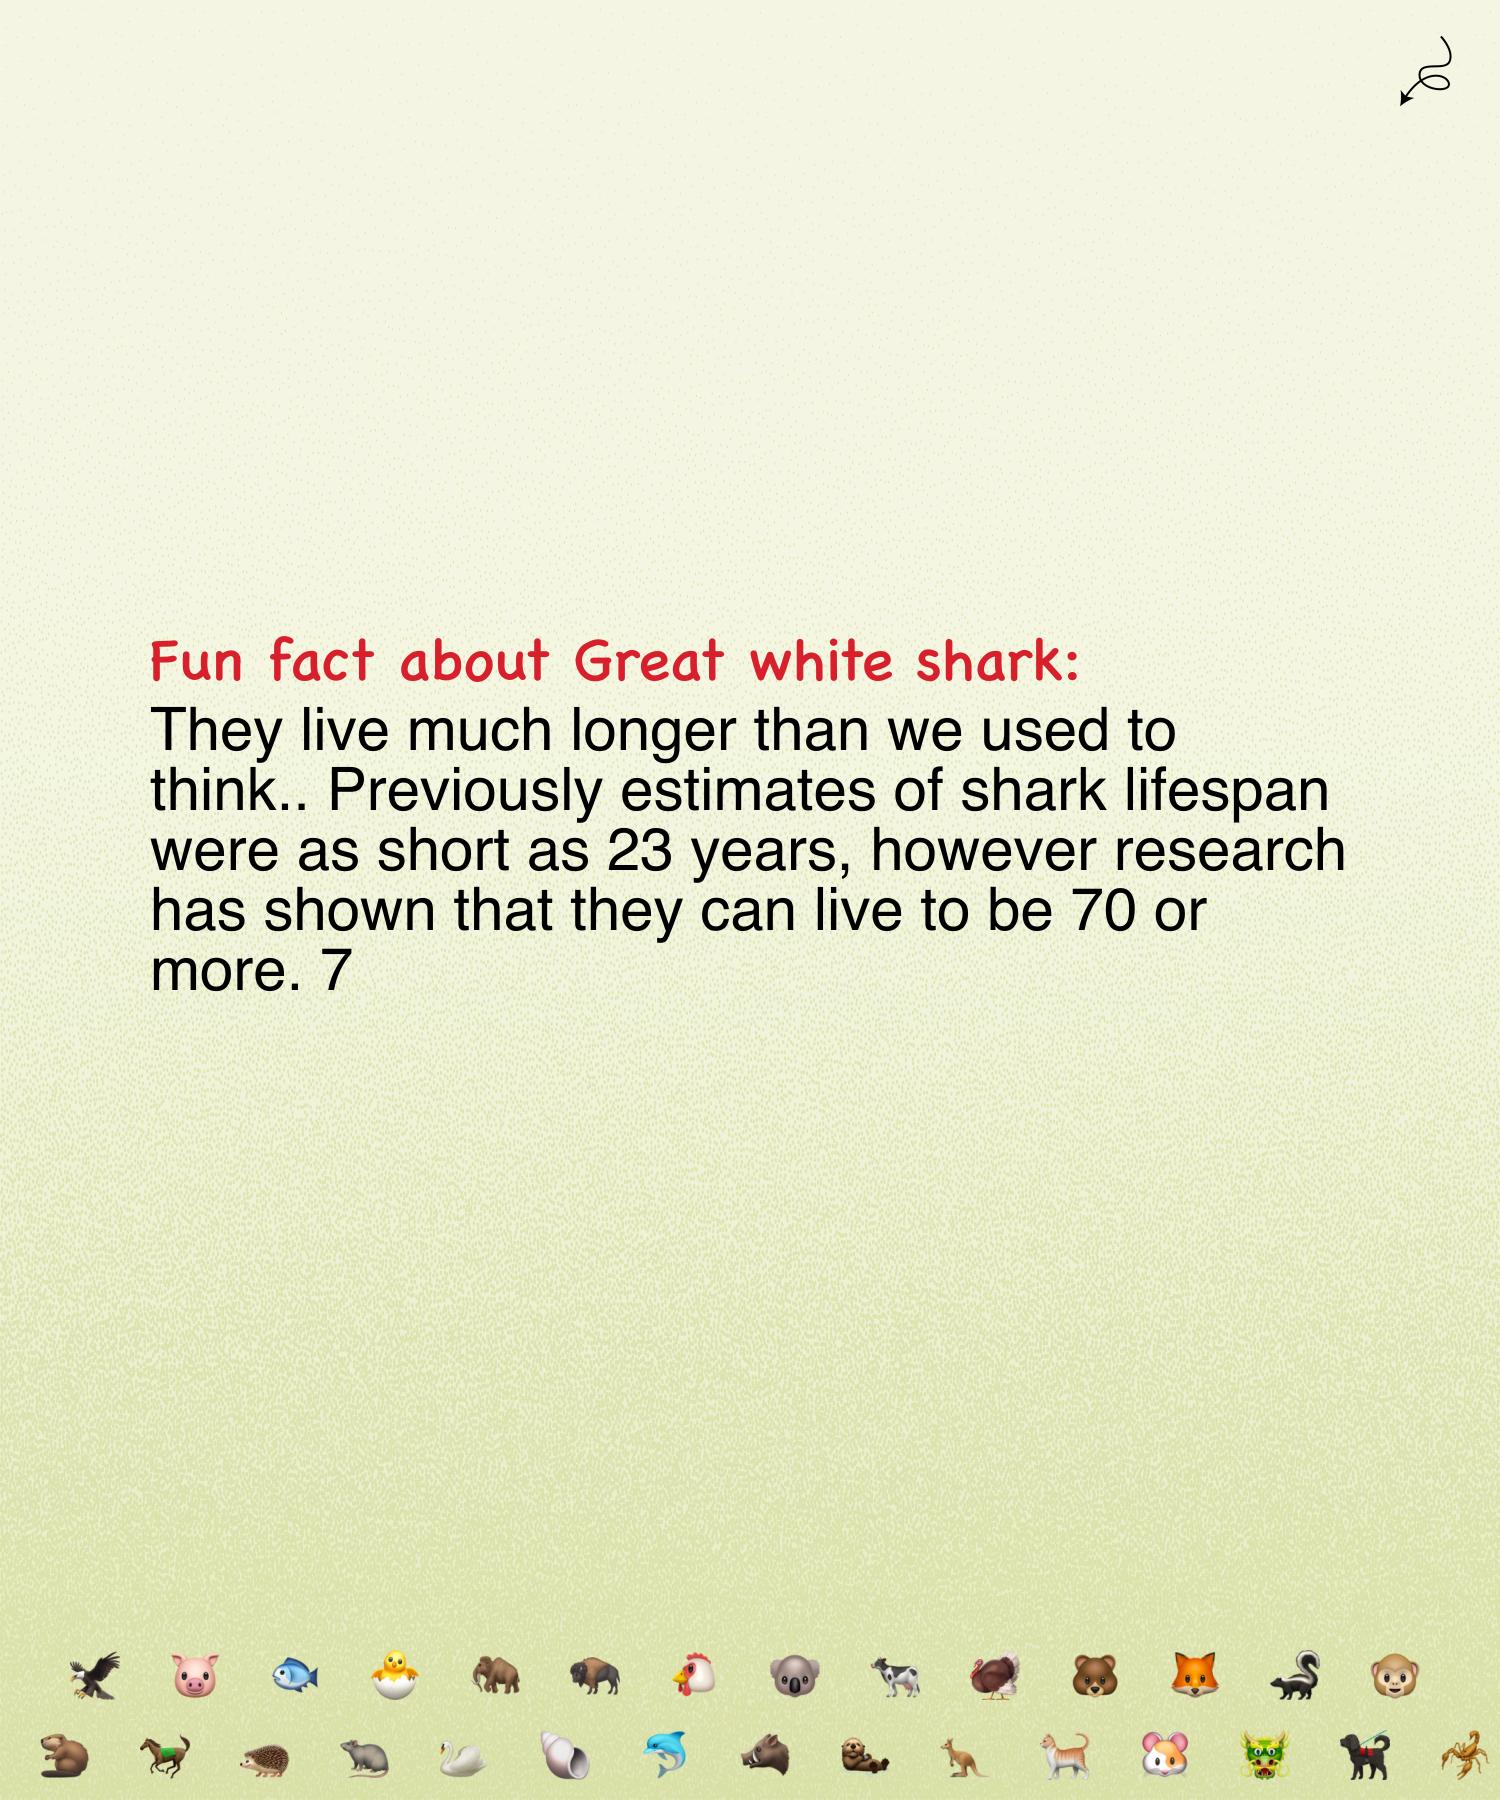 Fun fact about Great white shark:
They live much longer than we used to
think.. Previously estimates of shark lifespan
were as short as 23 years, however research
has shown that they can live to be 70 or
more. 7